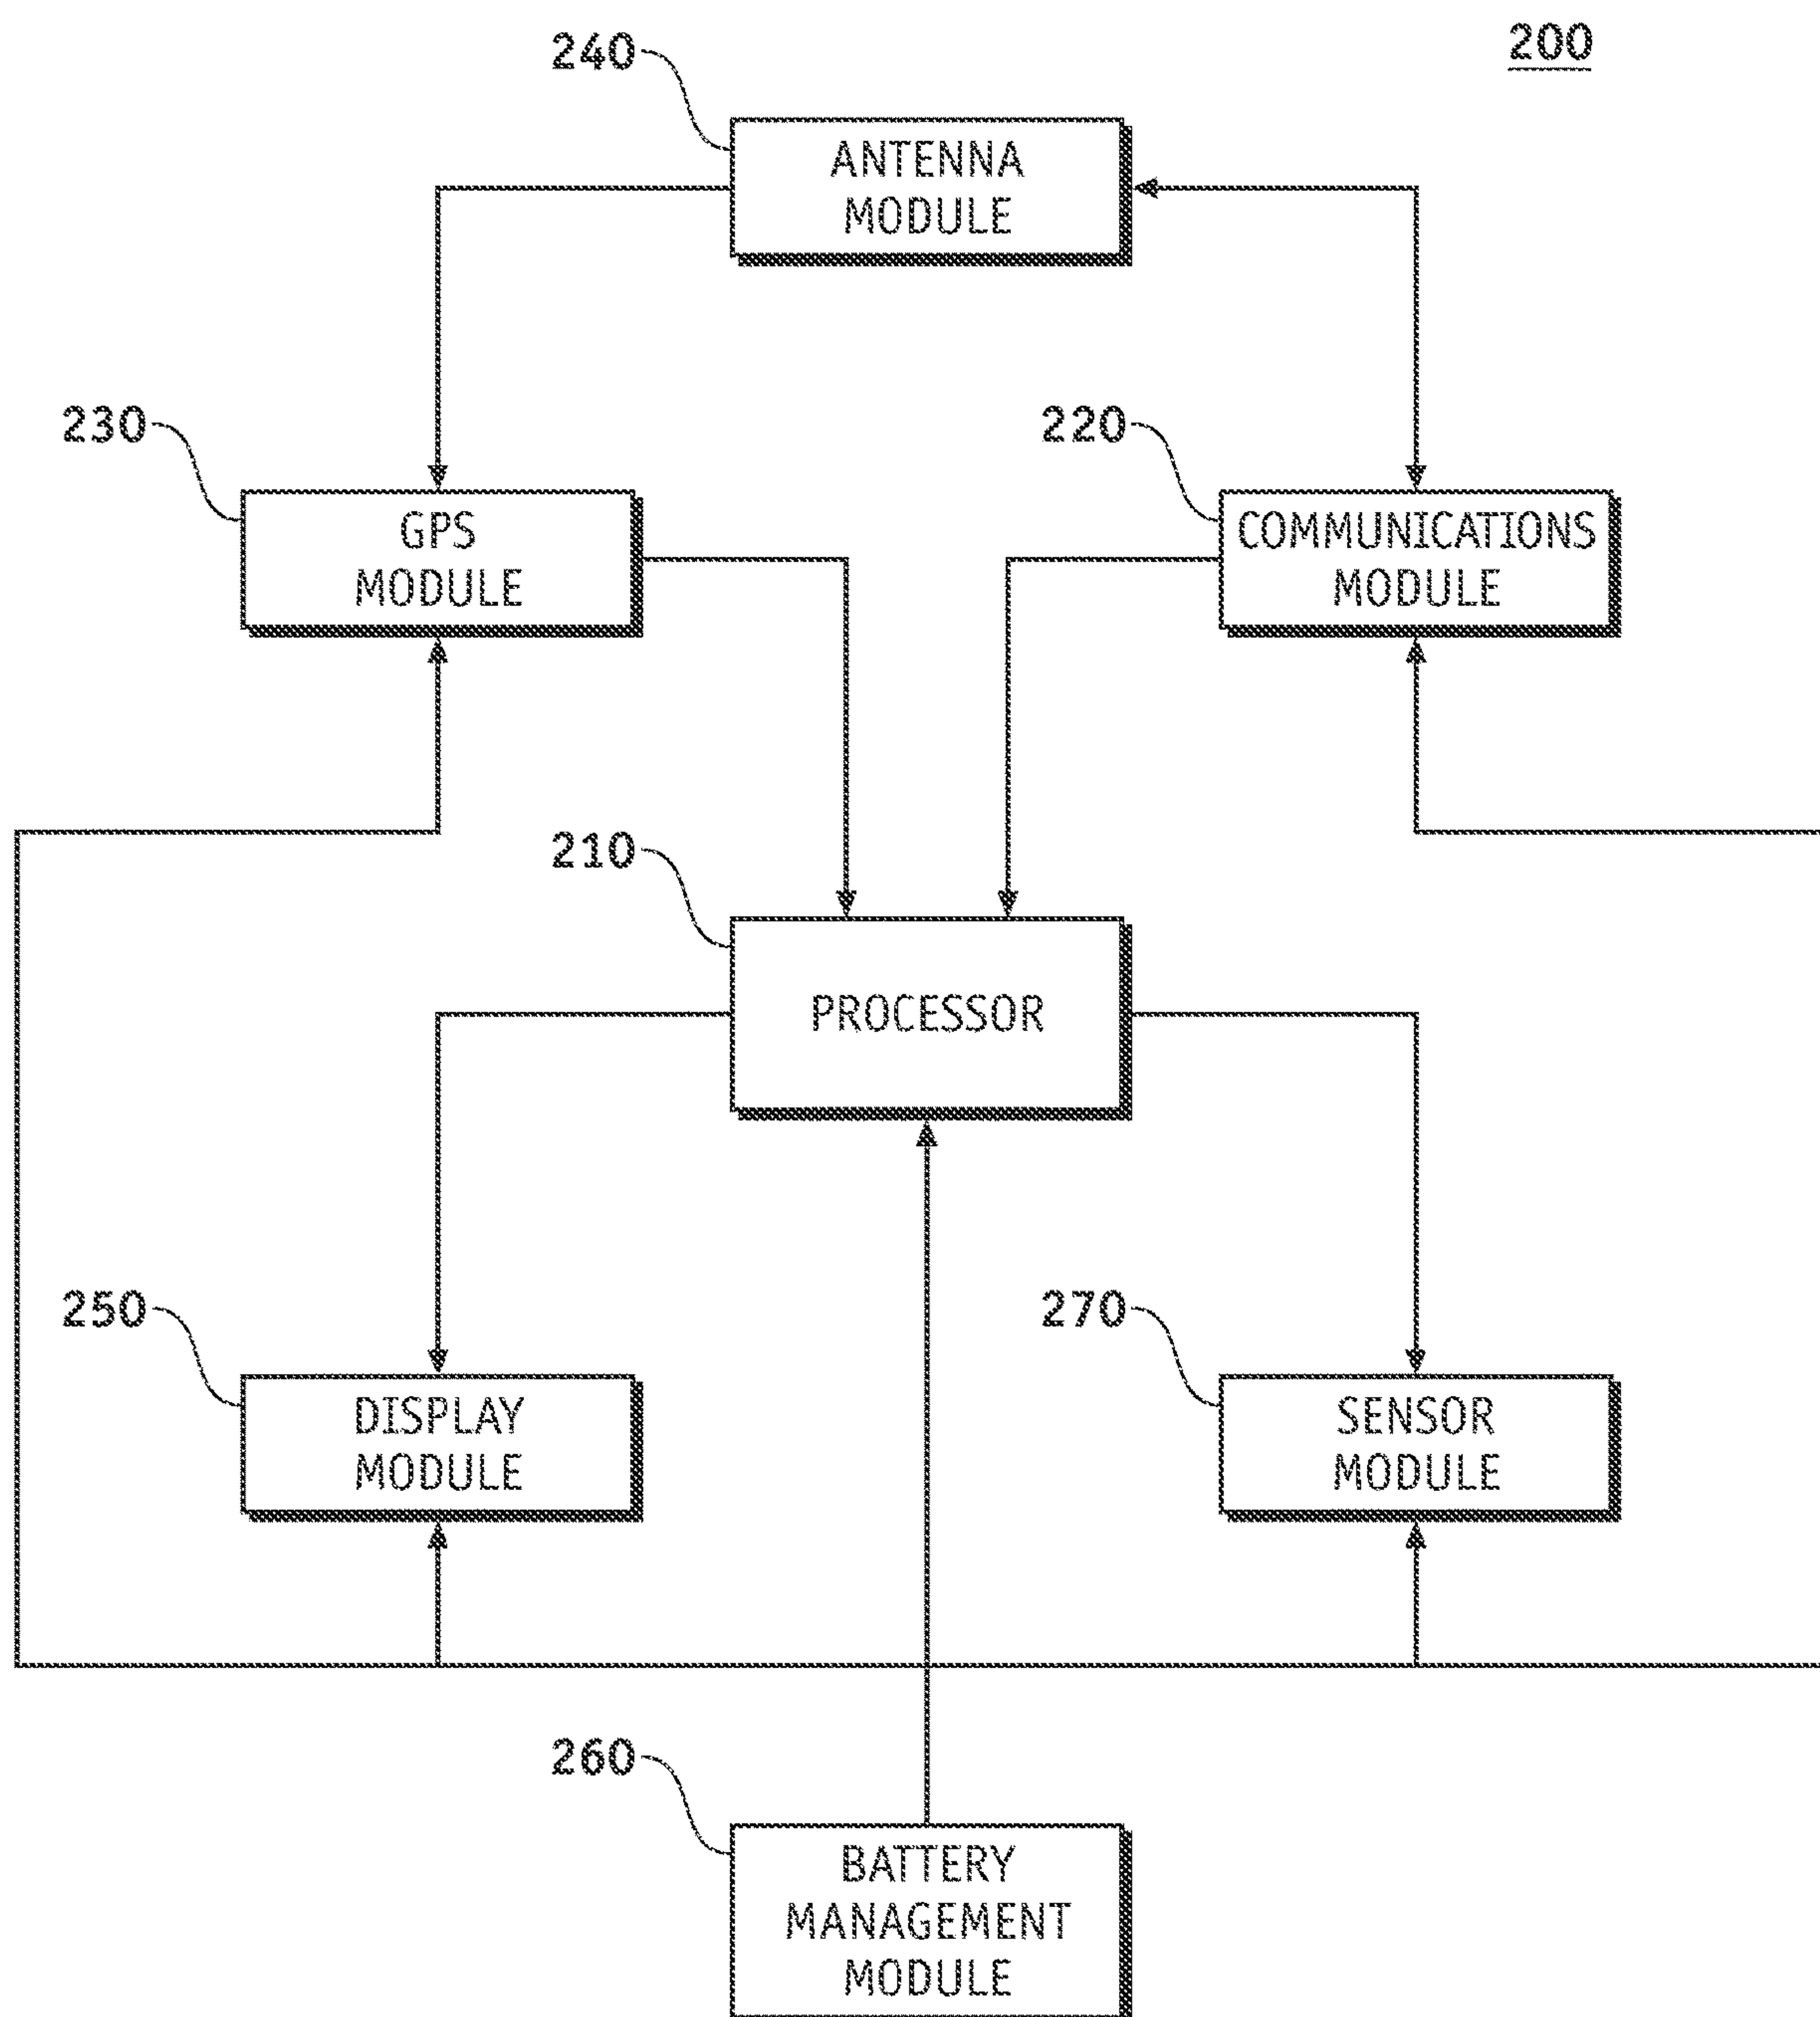 200
240
ANTENNA
MODULE
230
GPS
MODULE
220
COMMUNICATIONS
MODULE
210
PROCESSOR
250
DISPLAY
MODULE
270
SENSOR
MODULE
260
BATTERY
MANAGEMENT
MODULE